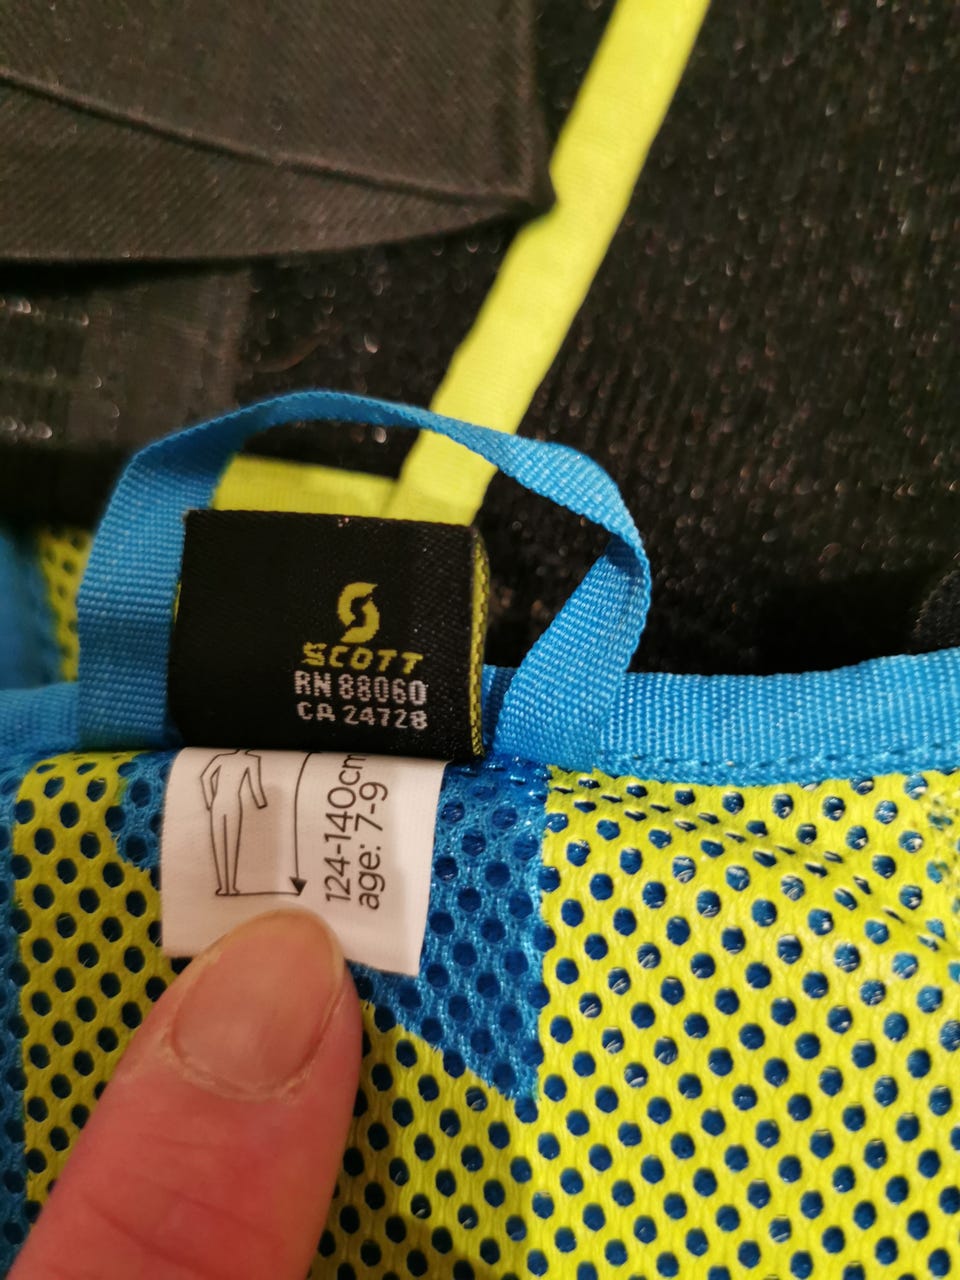 SCOTT
RN 88060
CA 24728
124-140cm
age: 7-9